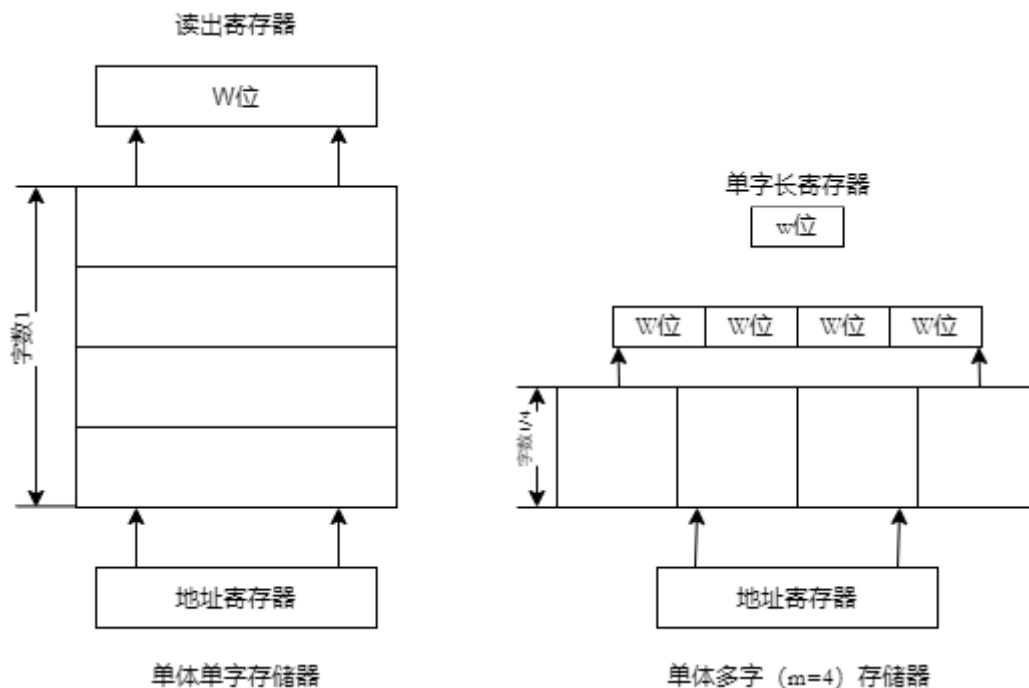 读出寄存器
W位
字数1
地址寄存器
单体单字存储器
单字长寄存器
w位
W位 W位 W位 W位
字数1/4
地址寄存器
单体多字（m=4）存储器